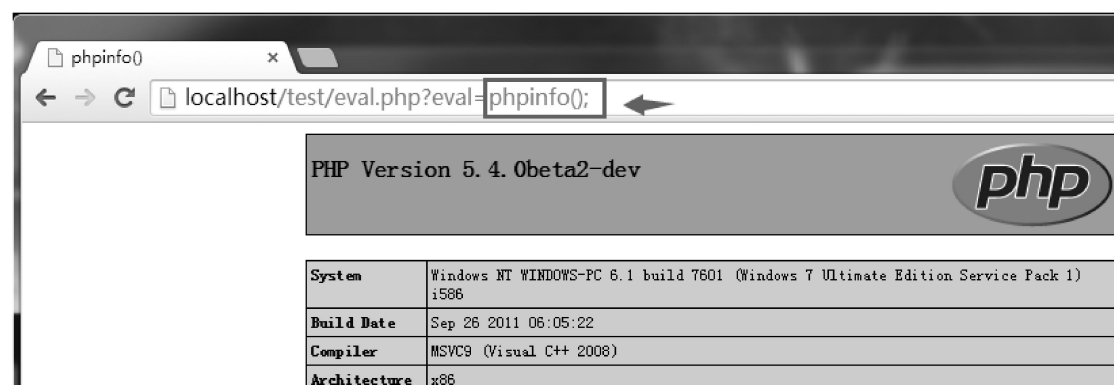 phpinfo()
localhost/test/eval.php?eval=phpinfo();
PHP Version 5.4.0beta2-dev
php
System Windows NT WINDOWS-PC 6.1 build 7601 (Windows 7 Ultimate Edition Service Pack 1)
i586
Build Date Sep 26 2011 06:05:22
Compiler MSVC9 (Visual C++ 2008)
Architecture x86